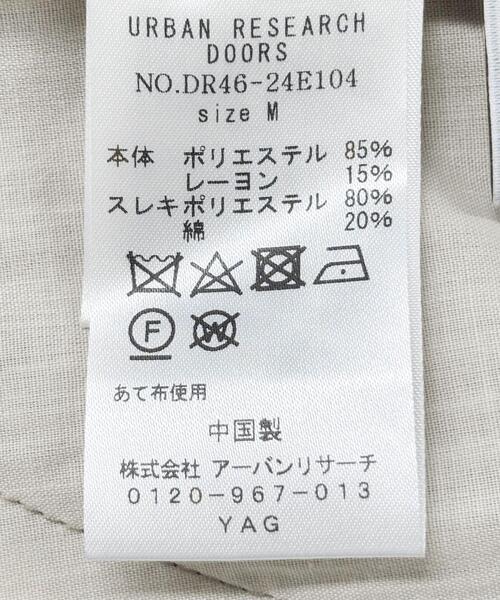 URBAN RESEARCH
DOORS
NO.DR46-24E104
size M
本体 ポリエステル 85%
レーヨン 15%
スレキポリエステル 80%
綿 20%
F W
あて布使用
中国製
株式会社 アーバンリサーチ
0120-967-013
YAG